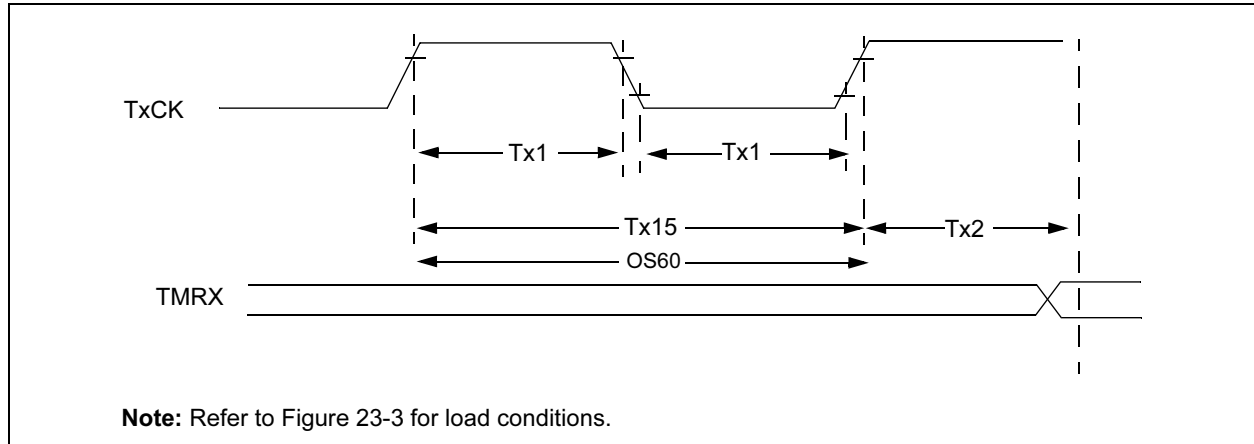 TxCK
Tx1
Tx1
Tx15
Tx2
OS60
TMRX
Note: Refer to Figure 23-3 for load conditions.